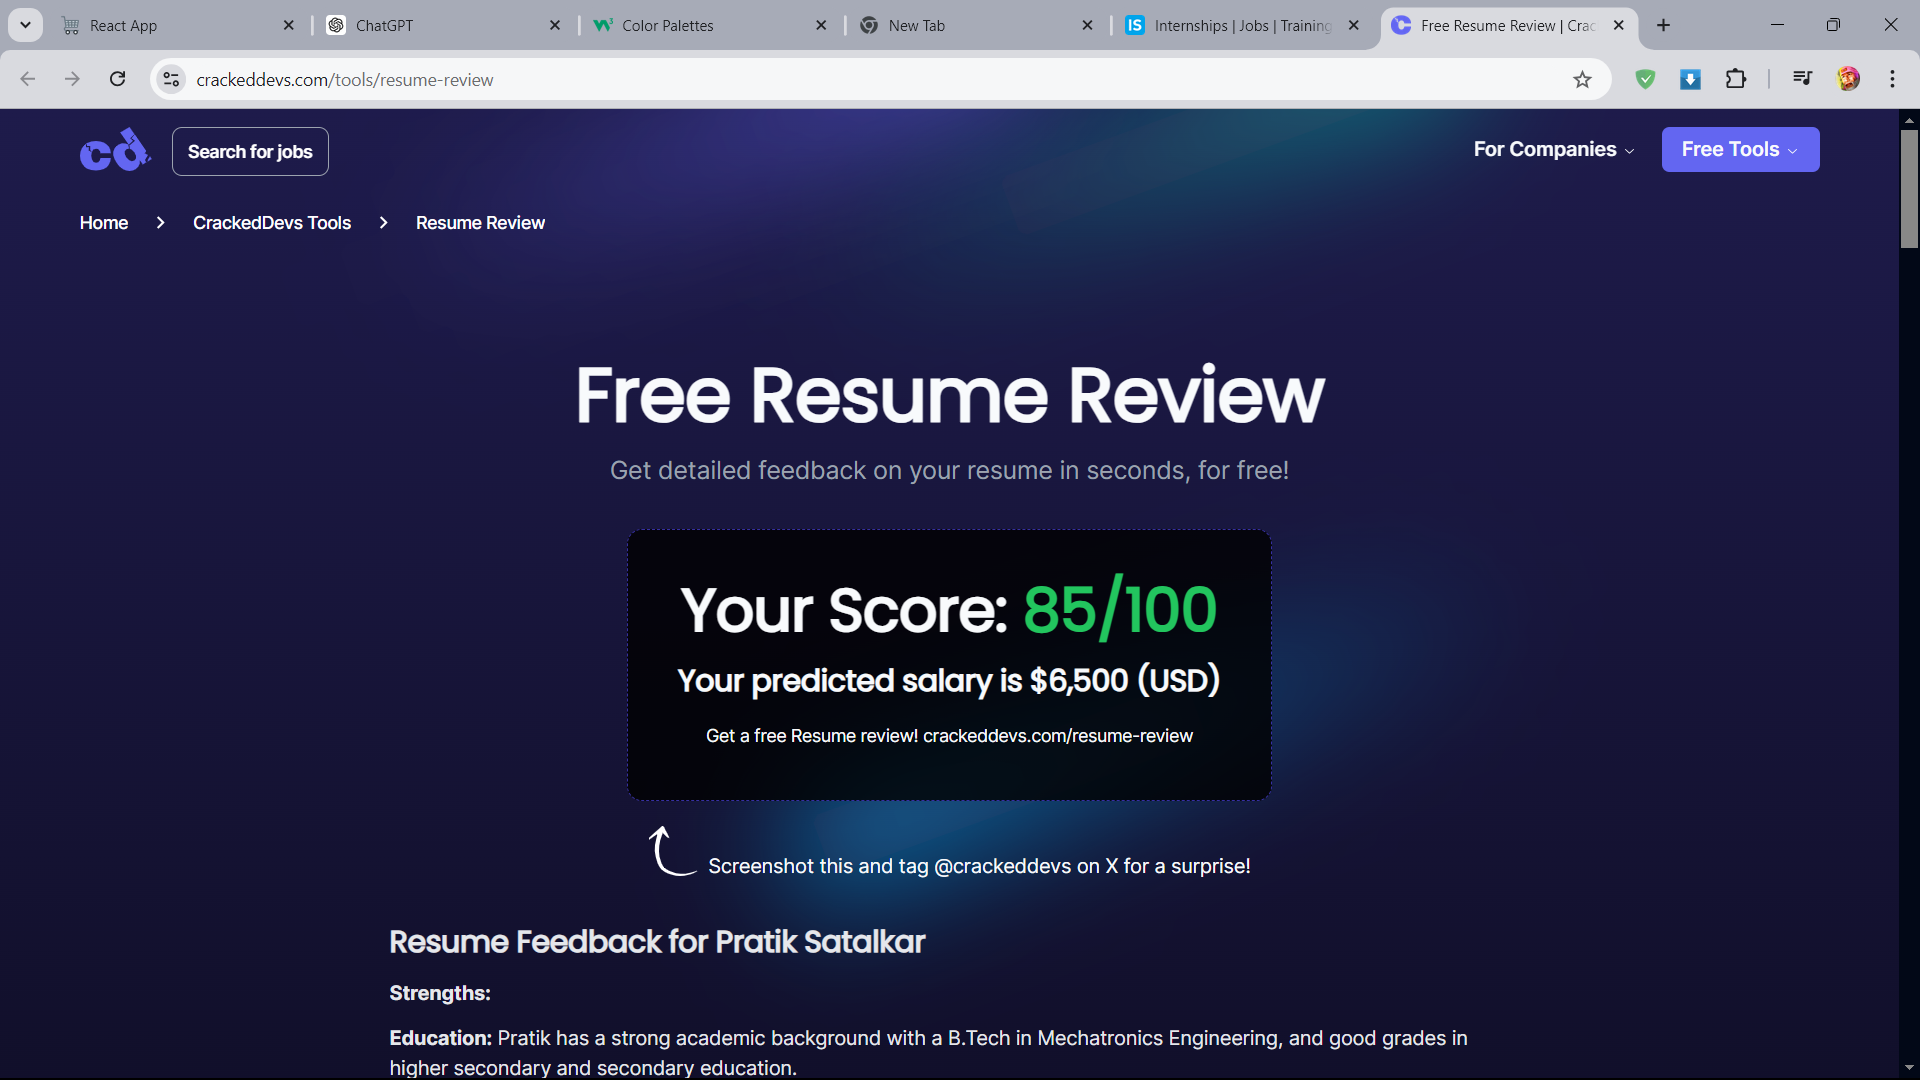 React App
ChatGPT
Color Palettes
New Tab
Internships | Jobs | Training
Free Resume Review | Crac
crackeddevs.com/tools/resume-review
cd
Search for jobs
For Companies
Free Tools
Home > CrackedDevs Tools > Resume Review
Free Resume Review
Get detailed feedback on your resume in seconds, for free!
Your Score: 85/100
Your predicted salary is $6,500 (USD)
Get a free Resume review! crackeddevs.com/resume-review
Screenshot this and tag @crackeddevs on X for a surprise!
Resume Feedback for Pratik Satalkar
Strengths:
Education: Pratik has a strong academic background with a B.Tech in Mechatronics Engineering, and good grades in
higher secondary and secondary education.